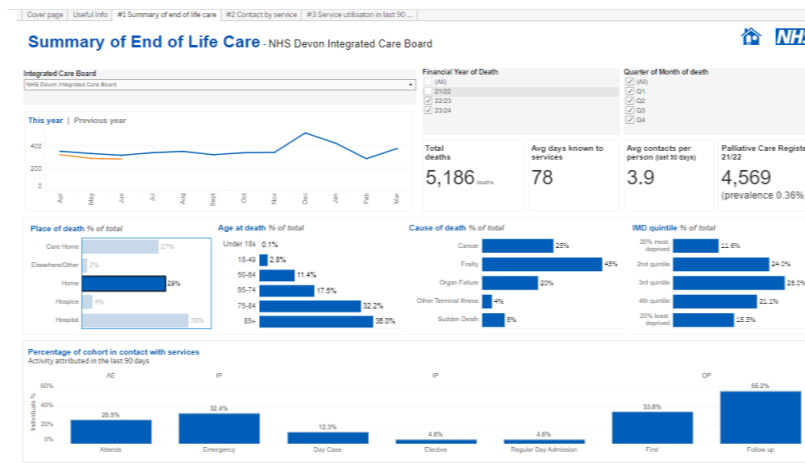 Cover page | Useful Info | #1 Summary of end of life care | #2 Contact by service | #3 Service utilisaton in last 90 ...
Summary of End of Life Care - NHS Devon Integrated Care Board
NHS
Integrated Care Board
NHS Devon Integrated Care Board
Financial Year of Death
(All)
21/22
22/23
23/24
Quarter of Month of death
(All)
Q1
Q2
Q3
Q4
This year | Previous year
400
200
0
Apr May Jun Jul Aug Sept Oct Nov Dec Jan Feb Mar
Total deaths
5,186 deaths
Avg days known to services
78
Avg contacts per person (last 90 days)
3.9
Palliative Care Registe
21/22
4,569
(prevalence 0.36%
Place of death % of total
Care Home 27%
Elsewhere/Other 2%
Home 29%
Hospice 4%
Hospital
Age at death % of total
Under 18s 0.1%
18-49 2.8%
50-64 11.4%
65-74 17.5%
75-84 32.2%
85+ 36.0%
Cause of death % of total
Cancer 25%
Frailty
Organ Failure 20%
Other Terminal Illness 4%
Sudden Death
IMD quintile % of total
20% most deprived 11.6%
2nd quintile 24.0%
3rd quintile 28.0%
4th quintile 21.1%
20% least deprived 15.3%
Percentage of cohort in contact with services
Activity attributed in the last 90 days
AE IP IP OP
Individuals %
60%
40%
20%
0%
25.5% 32.4% 12.3% 4.8% 4.6% 33.8% 55.2%
Attends Emergency Day Case Elective Regular Day Admission First Follow up